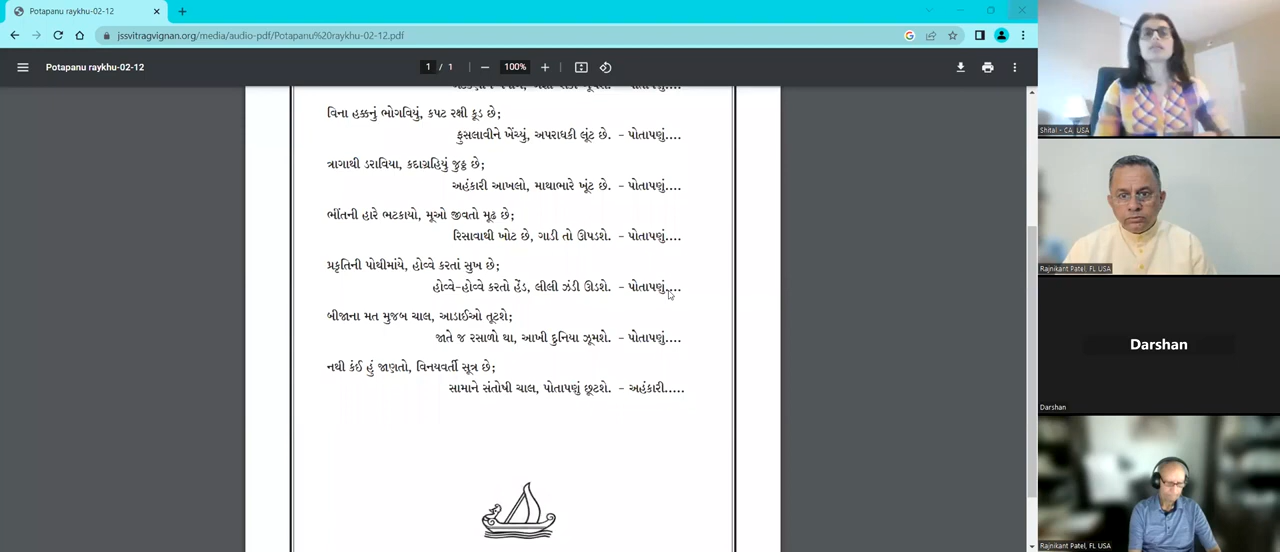 Potapanu raykhu-02-12
jssvitragvignan.org/media/audio-pdf/Potapanu%20raykhu-02-12.pdf
Potapanu raykhu-02-12
1 / 1
100%
– પોતાપણું....
વિના હક્કનું ભોગવિયું, કપટ રક્ષી કૂડ છે;
ફુસલાવીને ખેંચ્યું, અપરાધકી લૂંટ છે. – પોતાપણું....
ત્રાગાથી ડરાવિયા, કદાગ્રહિયું જુઠ્ઠ છે;
અહંકારી આખલો, માથાભારે ખૂંટ છે. – પોતાપણું....
ભીંતની હારે ભટકાયો, મૂઓ જીવતો મૂઢ છે;
રિસાવાથી ખોટ છે, ગાડી તો ઊપડશે. – પોતાપણું....
પ્રકૃતિની પોથીમાંયે, હોવ્વે કરતાં સુખ છે;
હોવ્વે-હોવ્વે કરતો હેંડ, લીલી ઝંડી ઊડશે. – પોતાપણું....
બીજાના મત મુજબ ચાલ, આડાઈઓ તૂટશે;
જાતે જ રસાળો થા, આખી દુનિયા ઝૂમશે. – પોતાપણું....
નથી કંઈ હું જાણતો, વિનયવર્તી સૂત્ર છે;
સામાને સંતોષી ચાલ, પોતાપણું છૂટશે. – અહંકારી.....
Shital - CA, USA
Rajnikant Patel, FL USA
Darshan
Darshan
Rajnikant Patel, FL USA